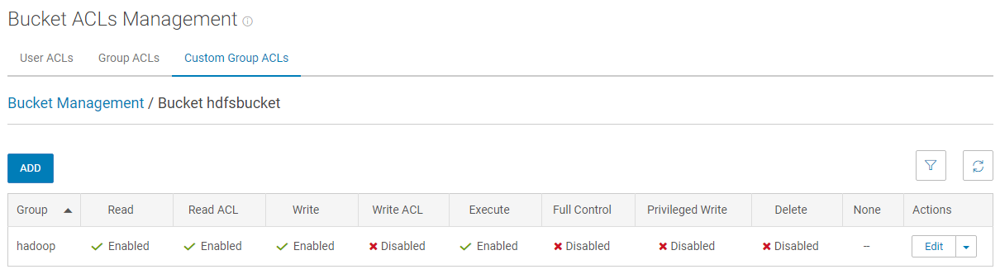 Bucket ACLs Management
User ACLs Group ACLs Custom Group ACLs
Bucket Management / Bucket hdfsbucket
ADD
Group Read Read ACL Write Write ACL Execute Full Control Privileged Write Delete None Actions
hadoop Enabled Enabled Enabled Disabled Enabled Disabled Disabled Disabled -- Edit